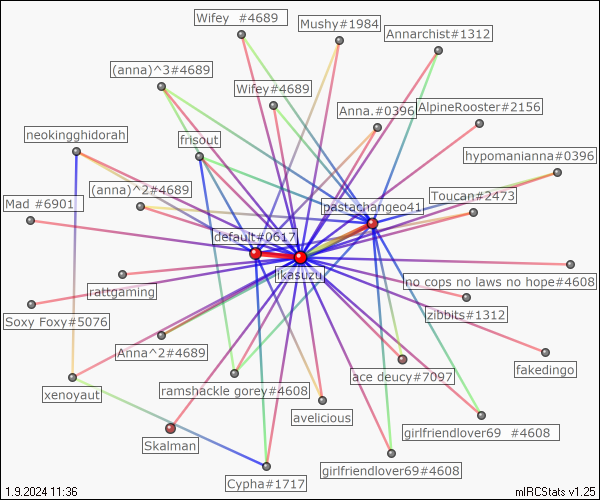 Wifey  #4689
Mushy#1984
Annarchist#1312
(anna)^3#4689
Wifey#4689
Anna.#0396
AlpineRooster#2156
neokingghidorah
frisout
hypomanianna#0396
(anna)^2#4689
Toucan#2473
Mad #6901
pastachangeo41
default#0617
ikasuzu
rattgaming
no cops no laws no hope#4608
Soxy Foxy#5076
zibbits#1312
Anna^2#4689
fakedingo
xenoyaut
ramshackle gorey#4608
ace deucy#7097
avelicious
girlfriendlover69  #4608
Skalman
girlfriendlover69#4608
Cypha#1717
1.9.2024 11:36
mIRCStats v1.25